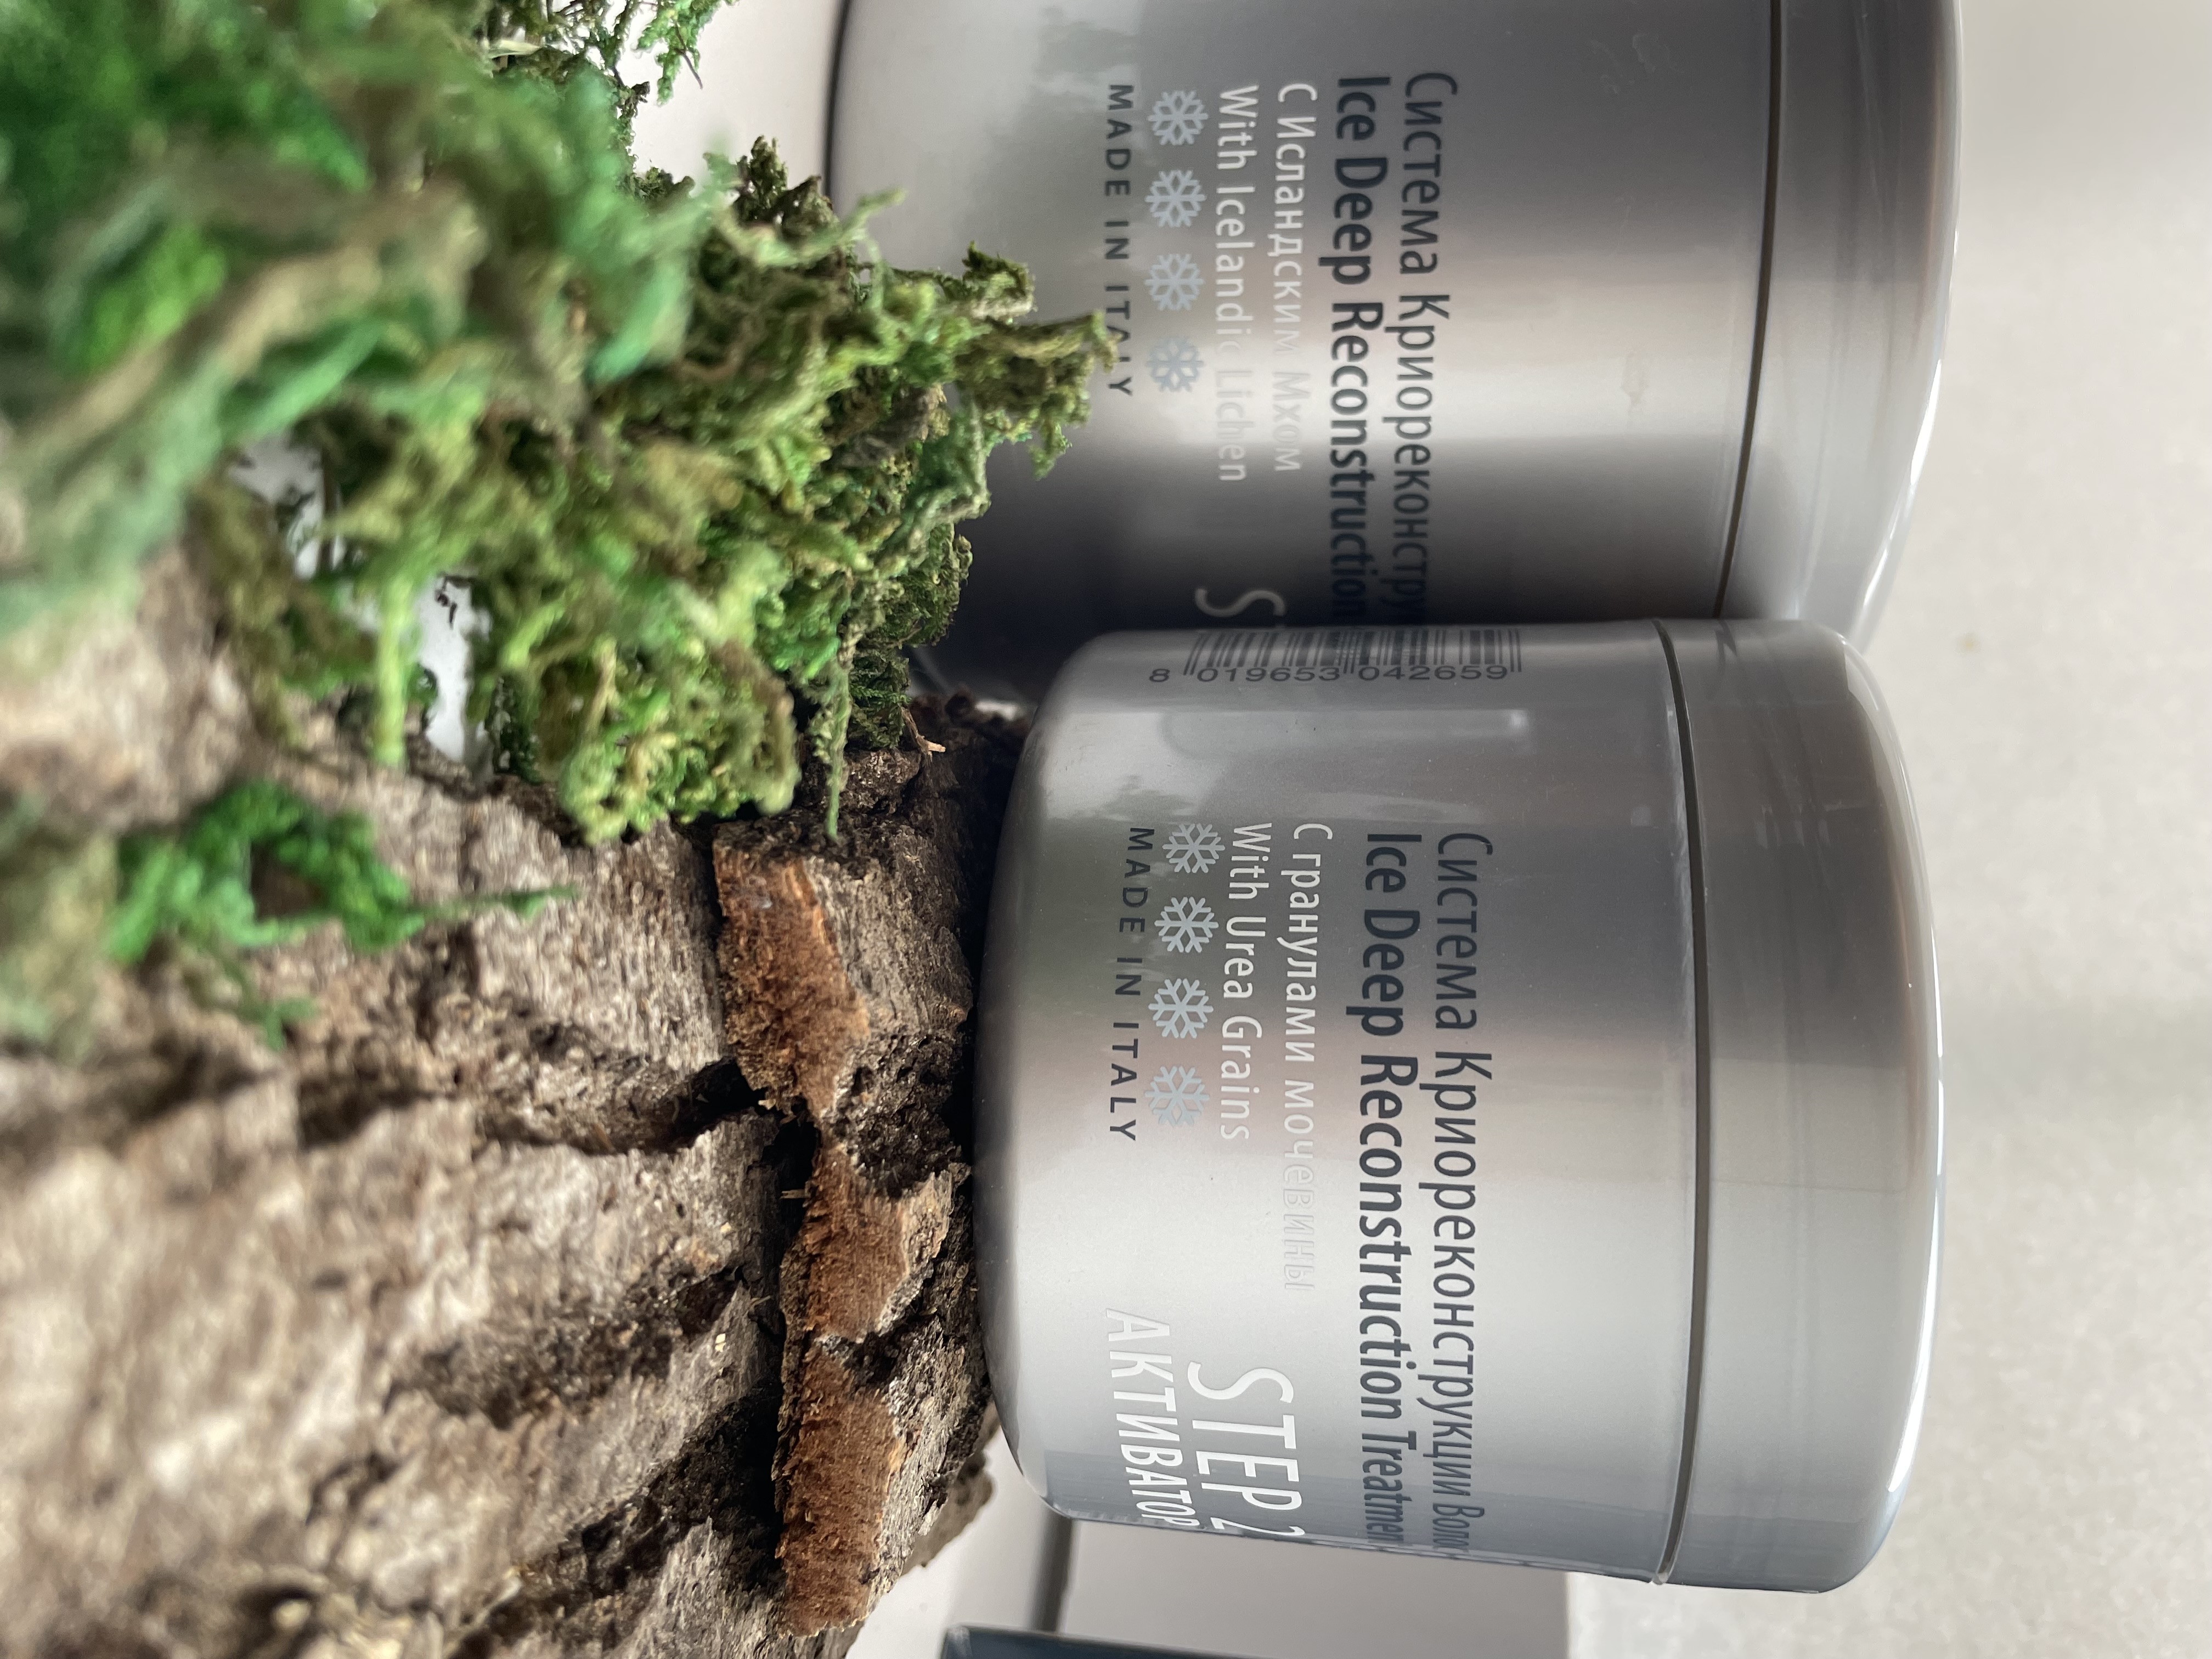 Система Криореконстру
Ice Deep Reconstruction
С Исландским Мхом
With Icelandic Lichen
MADE IN ITALY
8 019653 042659
Система Криореконструкции Воло
Ice Deep Reconstruction Treatmen
С гранулами мочевины
With Urea Grains
MADE IN ITALY
STEP 2
АКТИВАТОР